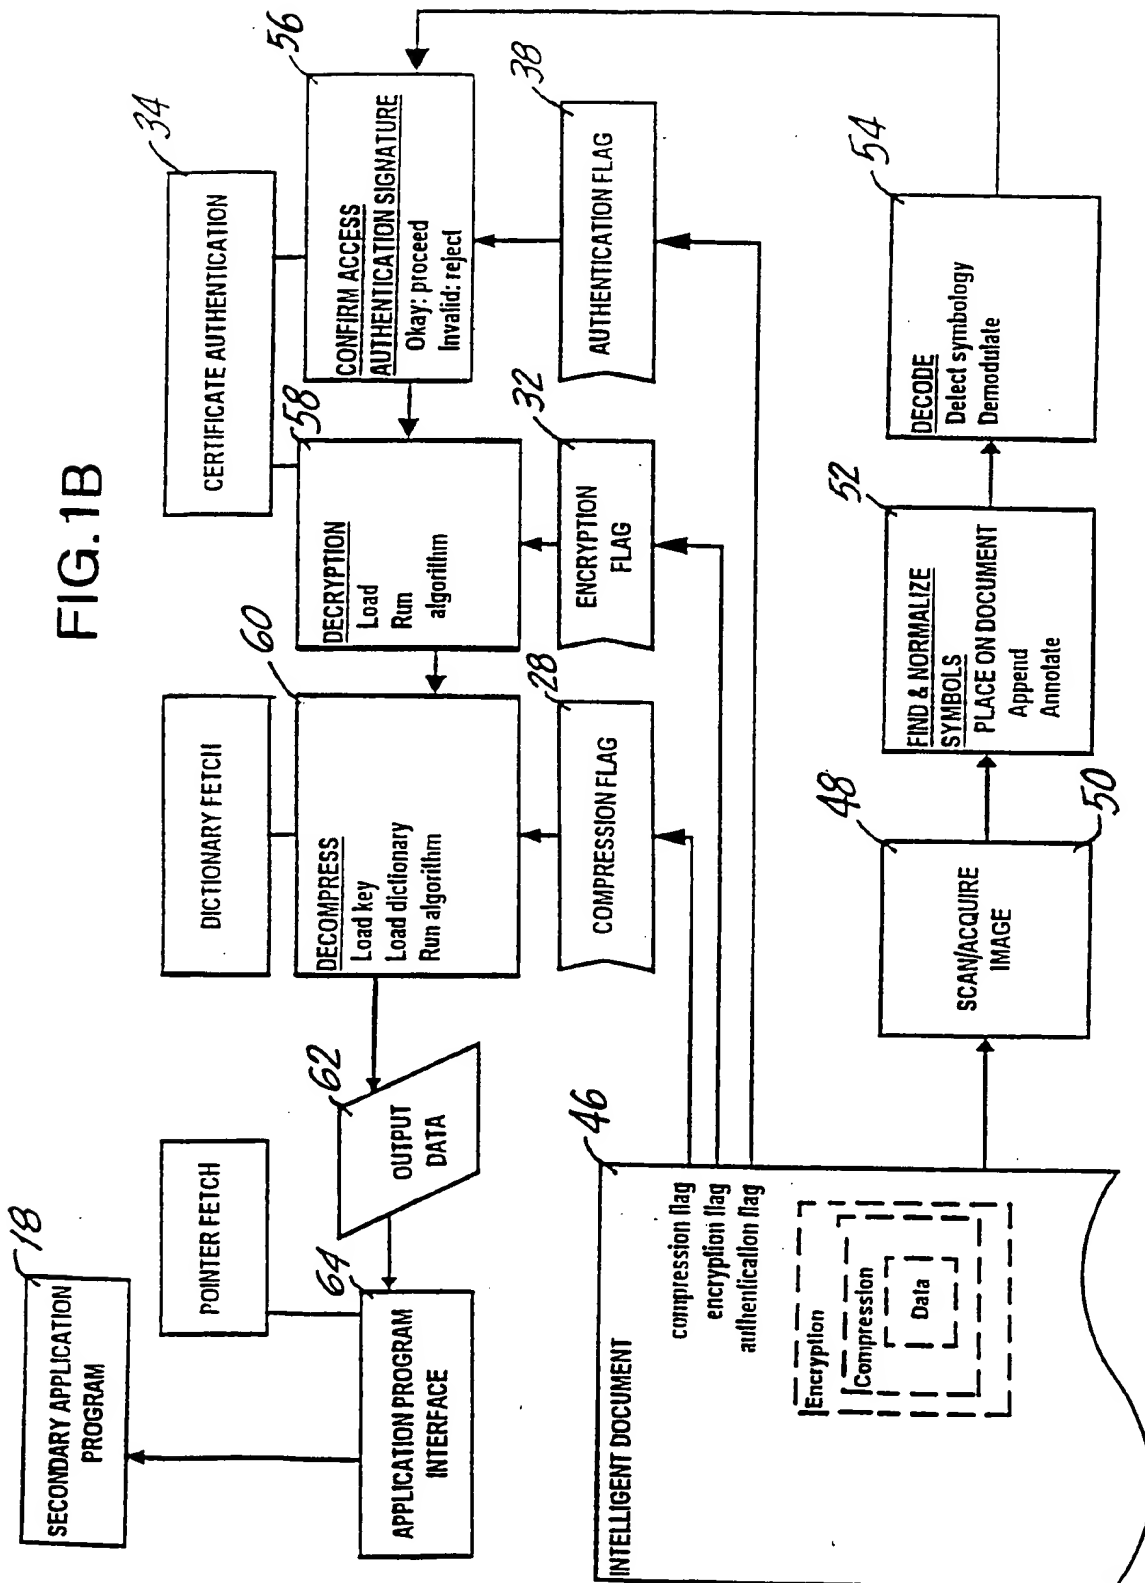 FIG.1B
18
SECONDARY APPLICATION
PROGRAM
POINTER FETCH
DICTIONARY FETCH
34
CERTIFICATE AUTHENTICATION
64
APPLICATION PROGRAM
INTERFACE
62
OUTPUT
DATA
60
DECOMPRESS
Load key
Load dictionary
Run algorithm
58
DECRYPTION
Load
Run
algorithm
56
CONFIRM ACCESS
AUTHENTICATION SIGNATURE
Okay: proceed
Invalid: reject
28
COMPRESSION FLAG
32
ENCRYPTION
FLAG
38
AUTHENTICATION FLAG
46
INTELLIGENT DOCUMENT
compression flag
encryption flag
authentication flag
Encryption
Compression
Data
48
SCAN/ACQUIRE
IMAGE
50
52
FIND & NORMALIZE
SYMBOLS
PLACE ON DOCUMENT
Append
Annotate
54
DECODE
Detect symbology
Demodulate